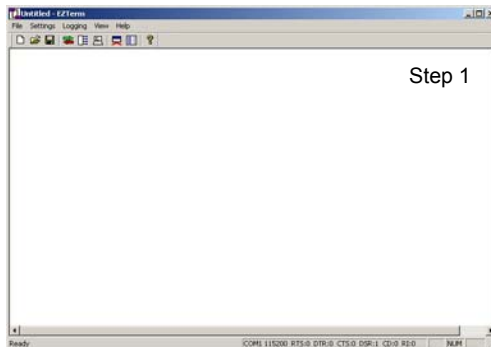 Untitled - EZTerm
File Settings Logging View Help
Step 1
Ready COM1 115200 RTS:0 DTR:0 CTS:0 DSR:1 CD:0 RI:0 NUM